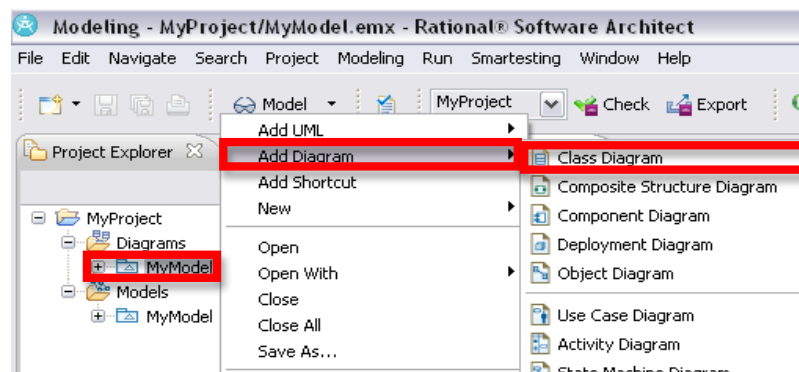 Modeling - MyProject/MyModel.emx - Rational® Software Architect
File Edit Navigate Search Project Modeling Run Smartesting Window Help
Model MyProject Check Export
Project Explorer
MyProject
Diagrams
MyModel
Models
MyModel
Add UML
Add Diagram
Add Shortcut
New
Open
Open With
Close
Close All
Save As...
Class Diagram
Composite Structure Diagram
Component Diagram
Deployment Diagram
Object Diagram
Use Case Diagram
Activity Diagram
State Machine Diagram